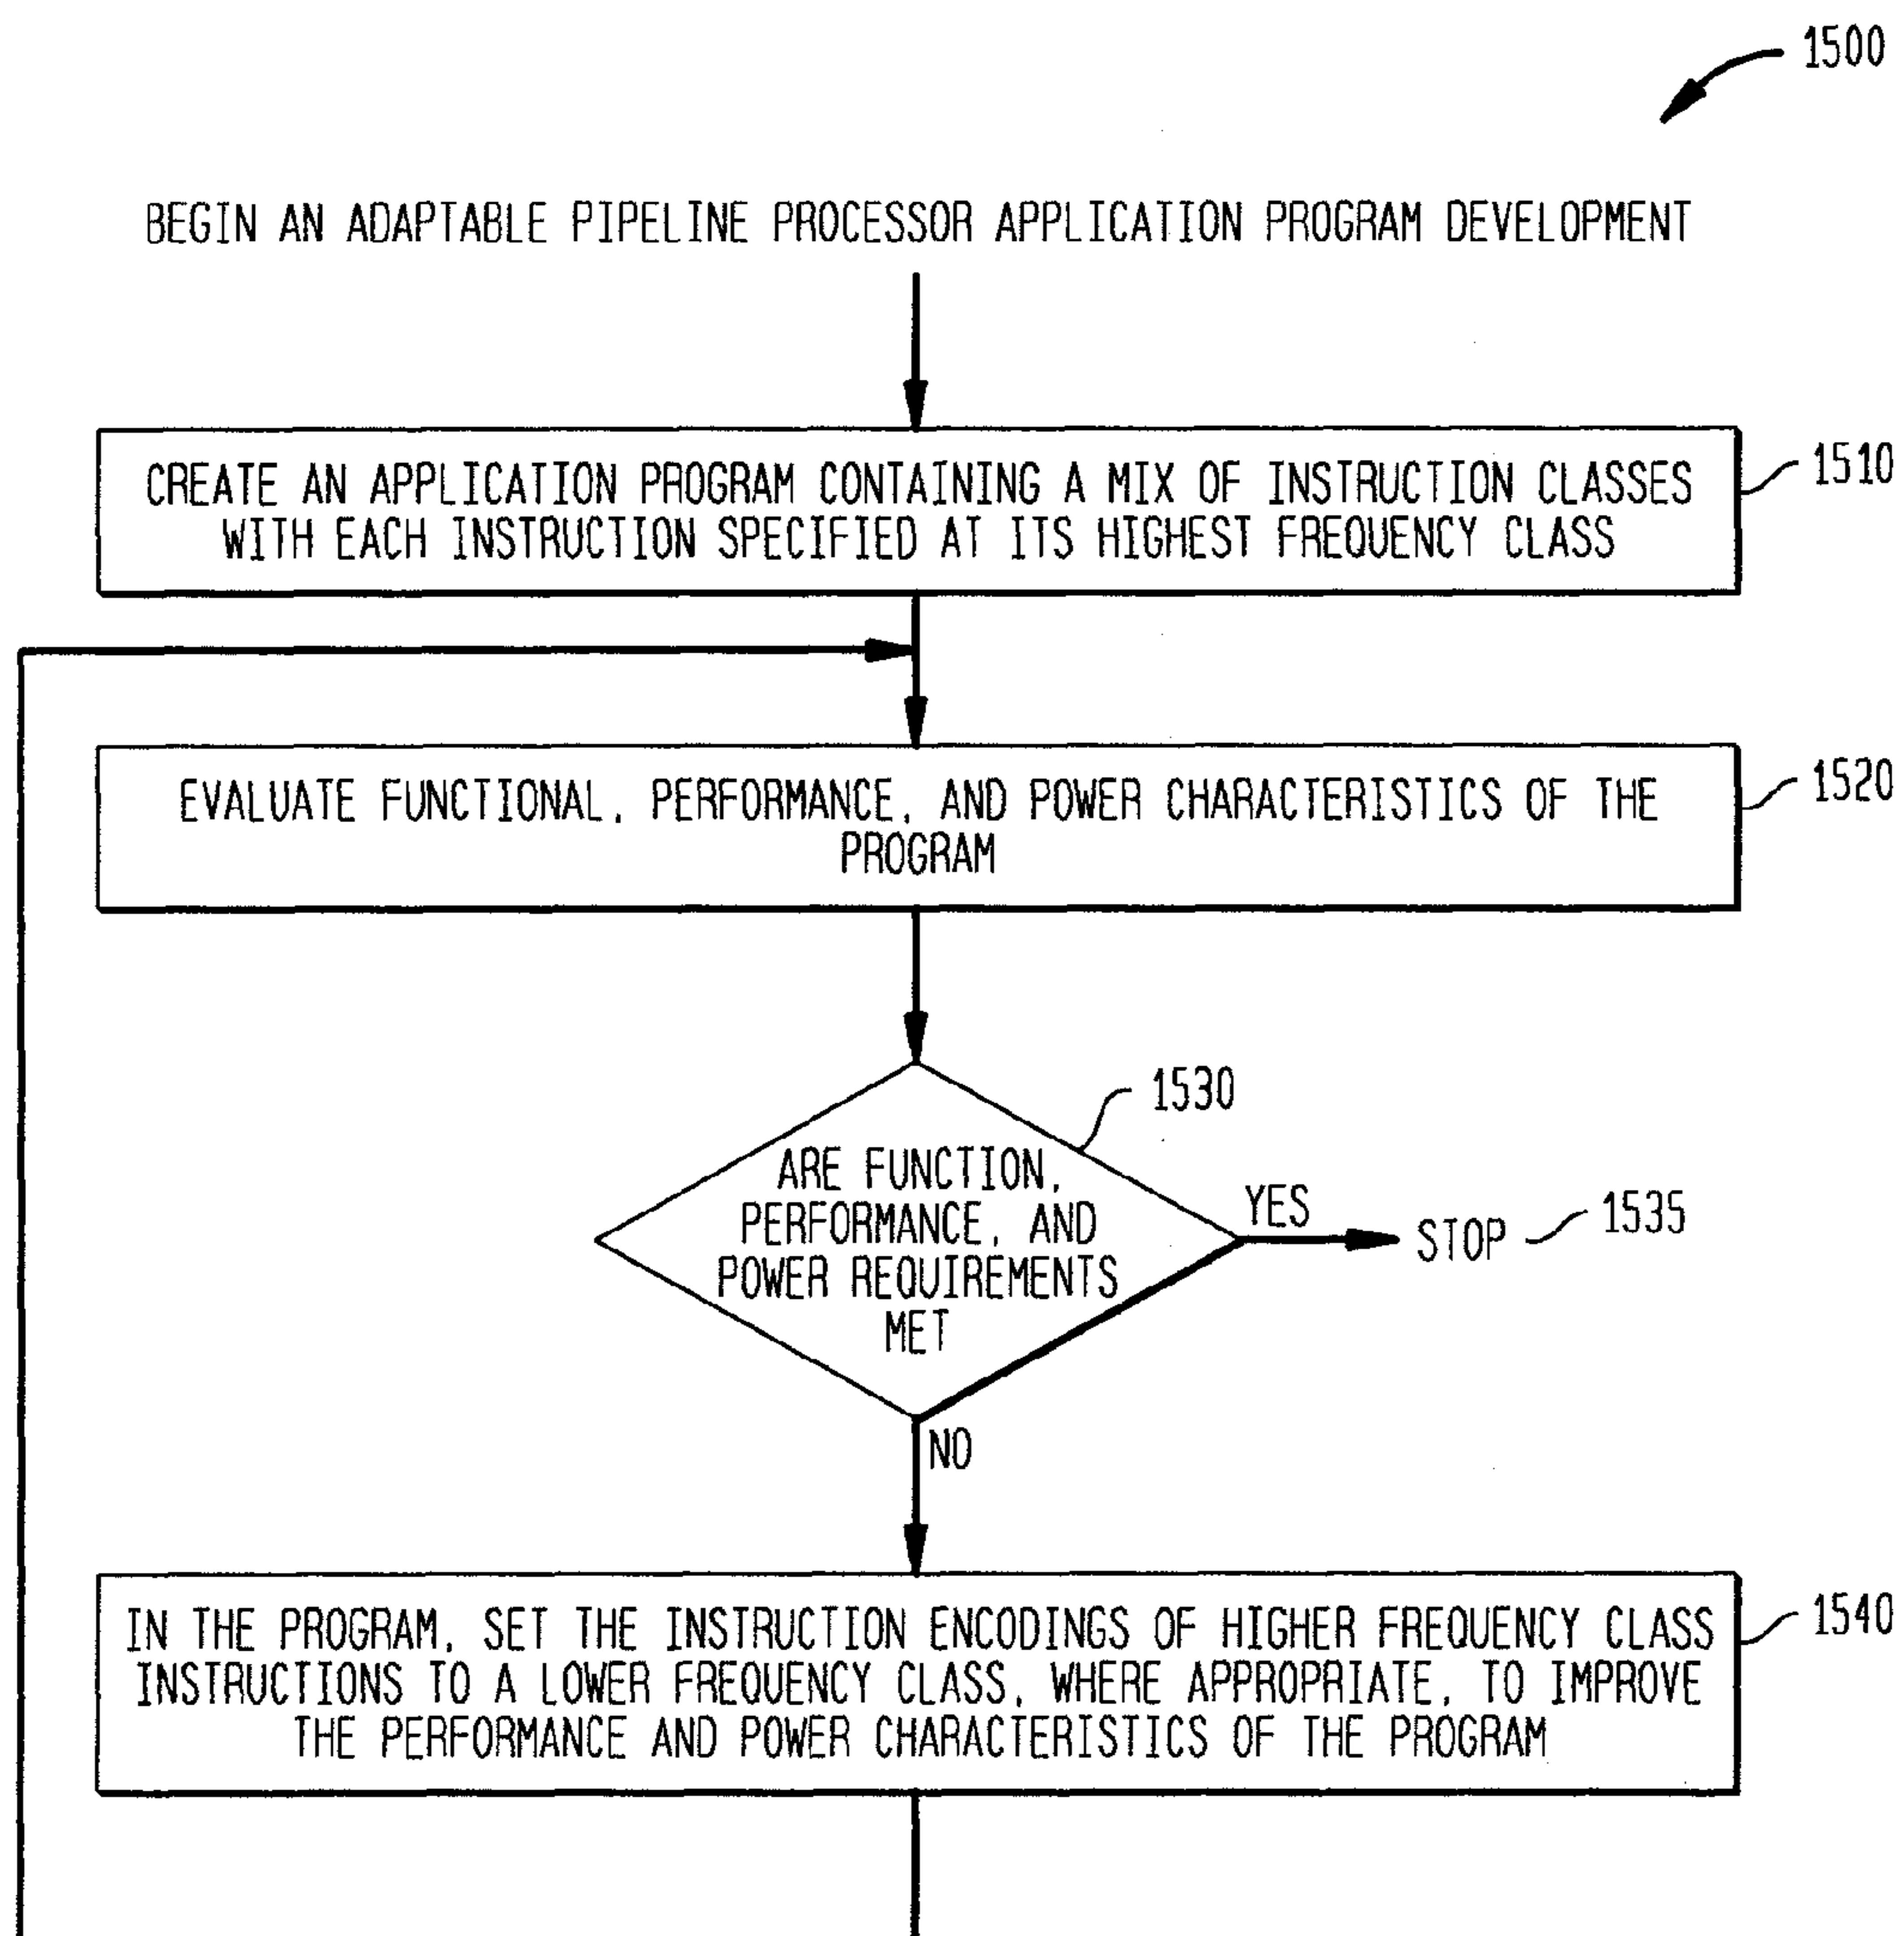 1500
BEGIN AN ADAPTABLE PIPELINE PROCESSOR APPLICATION PROGRAM DEVELOPMENT
CREATE AN APPLICATION PROGRAM CONTAINING A MIX OF INSTRUCTION CLASSES
WITH EACH INSTRUCTION SPECIFIED AT ITS HIGHEST FREQUENCY CLASS
1510
EVALUATE FUNCTIONAL, PERFORMANCE, AND POWER CHARACTERISTICS OF THE
PROGRAM
1520
1530
ARE FUNCTION,
PERFORMANCE, AND
POWER REQUIREMENTS
MET
YES
STOP
1535
NO
IN THE PROGRAM, SET THE INSTRUCTION ENCODINGS OF HIGHER FREQUENCY CLASS
INSTRUCTIONS TO A LOWER FREQUENCY CLASS, WHERE APPROPRIATE, TO IMPROVE
THE PERFORMANCE AND POWER CHARACTERISTICS OF THE PROGRAM
1540